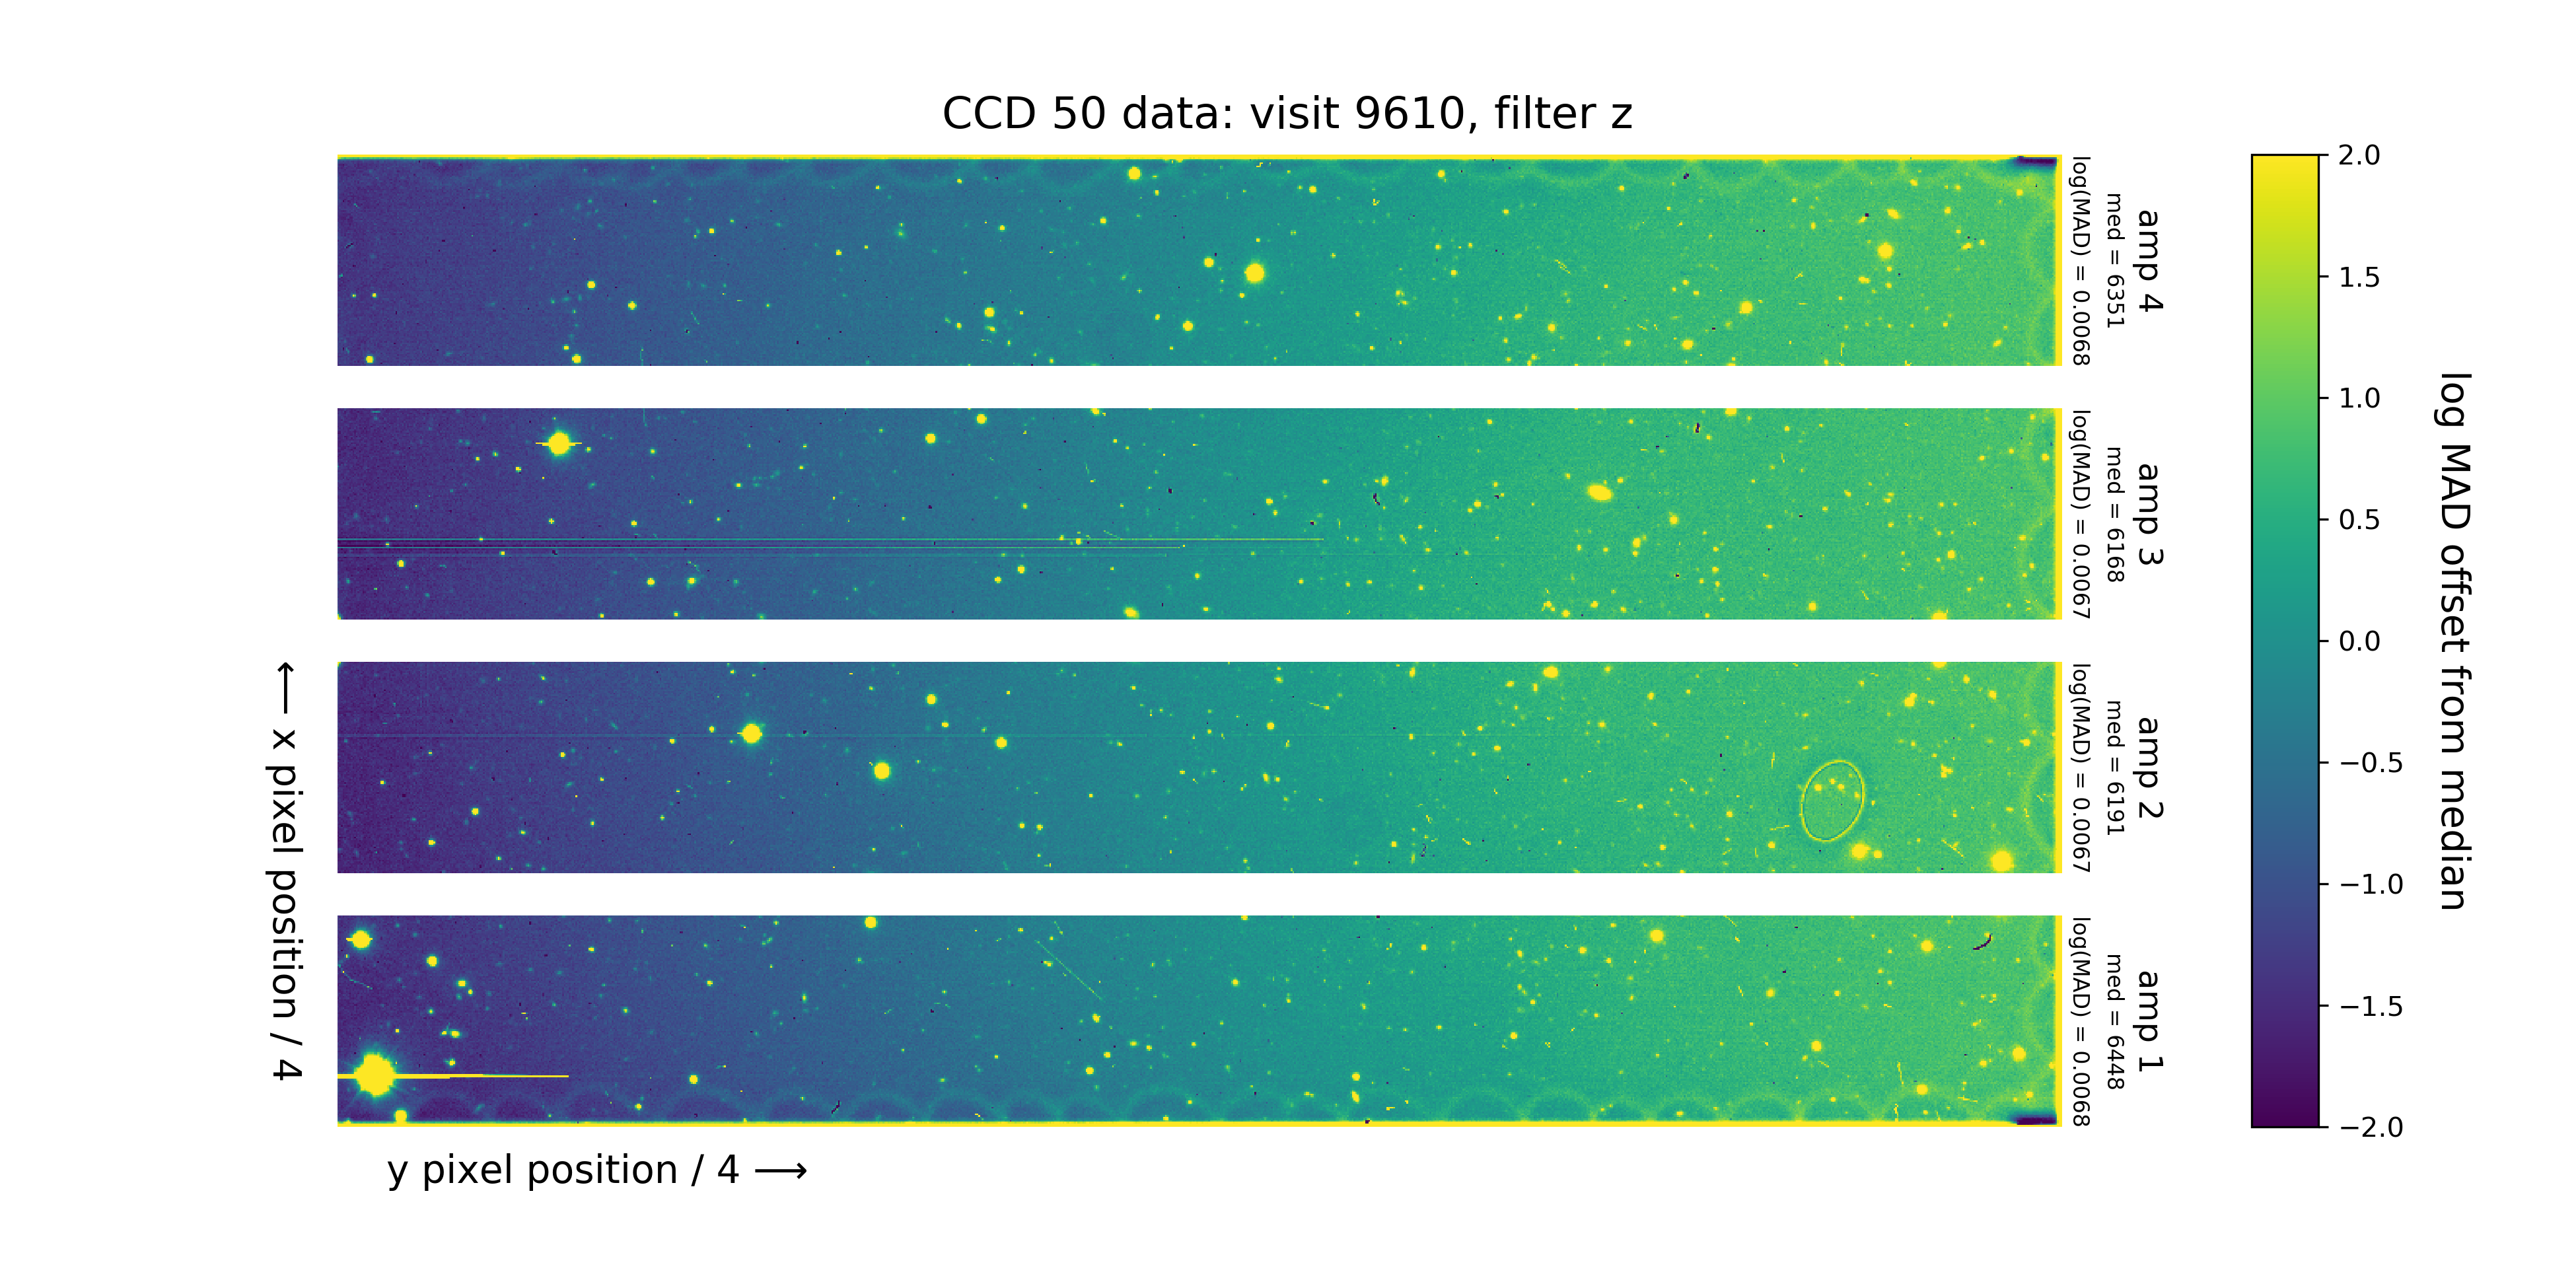 CCD 50 data: visit 9610, filter z
amp 4
med = 6351
log(MAD) = 0.0068
amp 3
med = 6168
log(MAD) = 0.0067
amp 2
med = 6191
log(MAD) = 0.0067
amp 1
med = 6448
log(MAD) = 0.0068
⟵ x pixel position / 4
y pixel position / 4 ⟶
2.0
1.5
1.0
0.5
0.0
−0.5
−1.0
−1.5
−2.0
log MAD offset from median